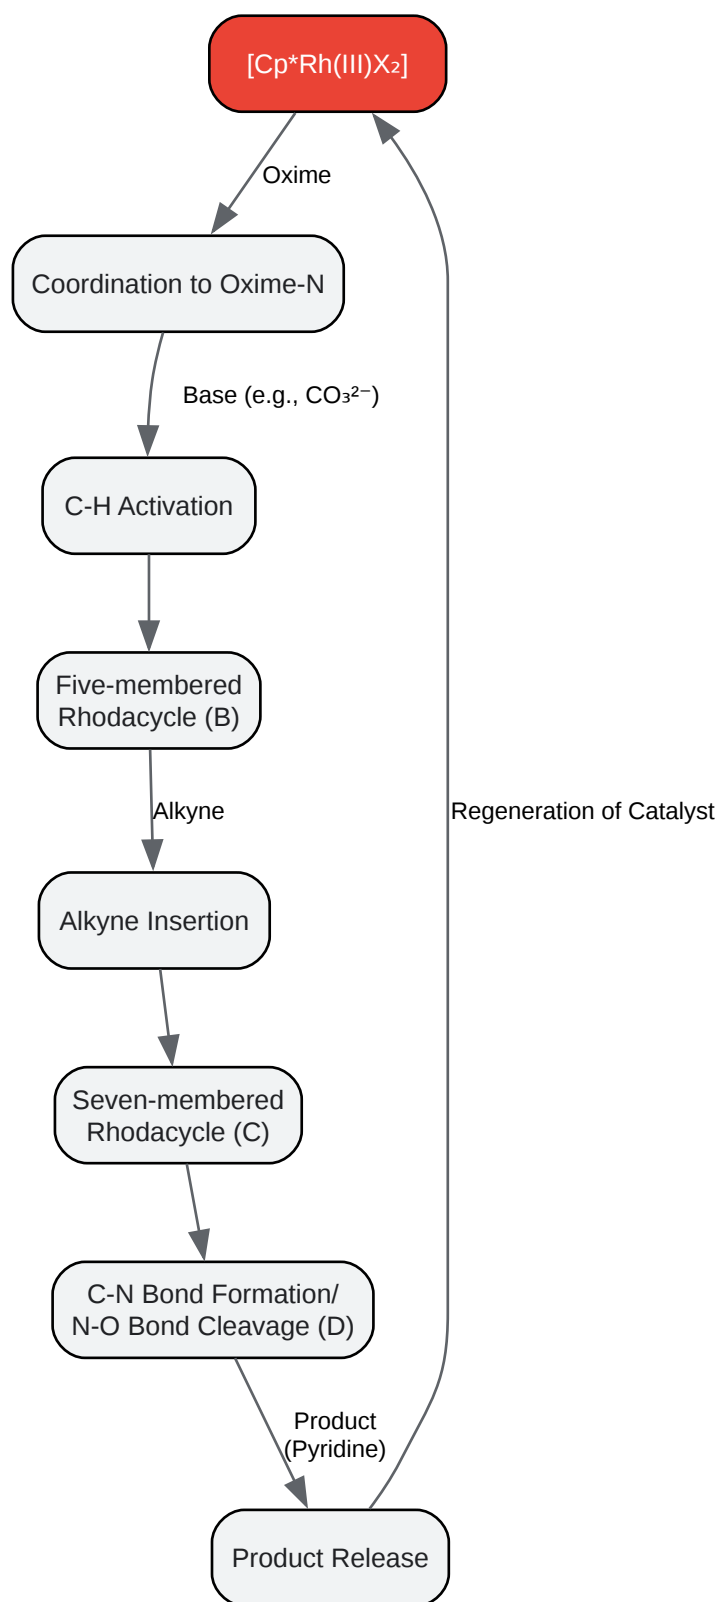 [Cp*Rh(III)X₂]
Oxime
Coordination to Oxime-N
Base (e.g., CO₃²⁻)
C-H Activation
Five-membered
Rhodacycle (B)
Alkyne
Regeneration of Catalyst
Alkyne Insertion
Seven-membered
Rhodacycle (C)
C-N Bond Formation/
N-O Bond Cleavage (D)
Product
(Pyridine)
Product Release